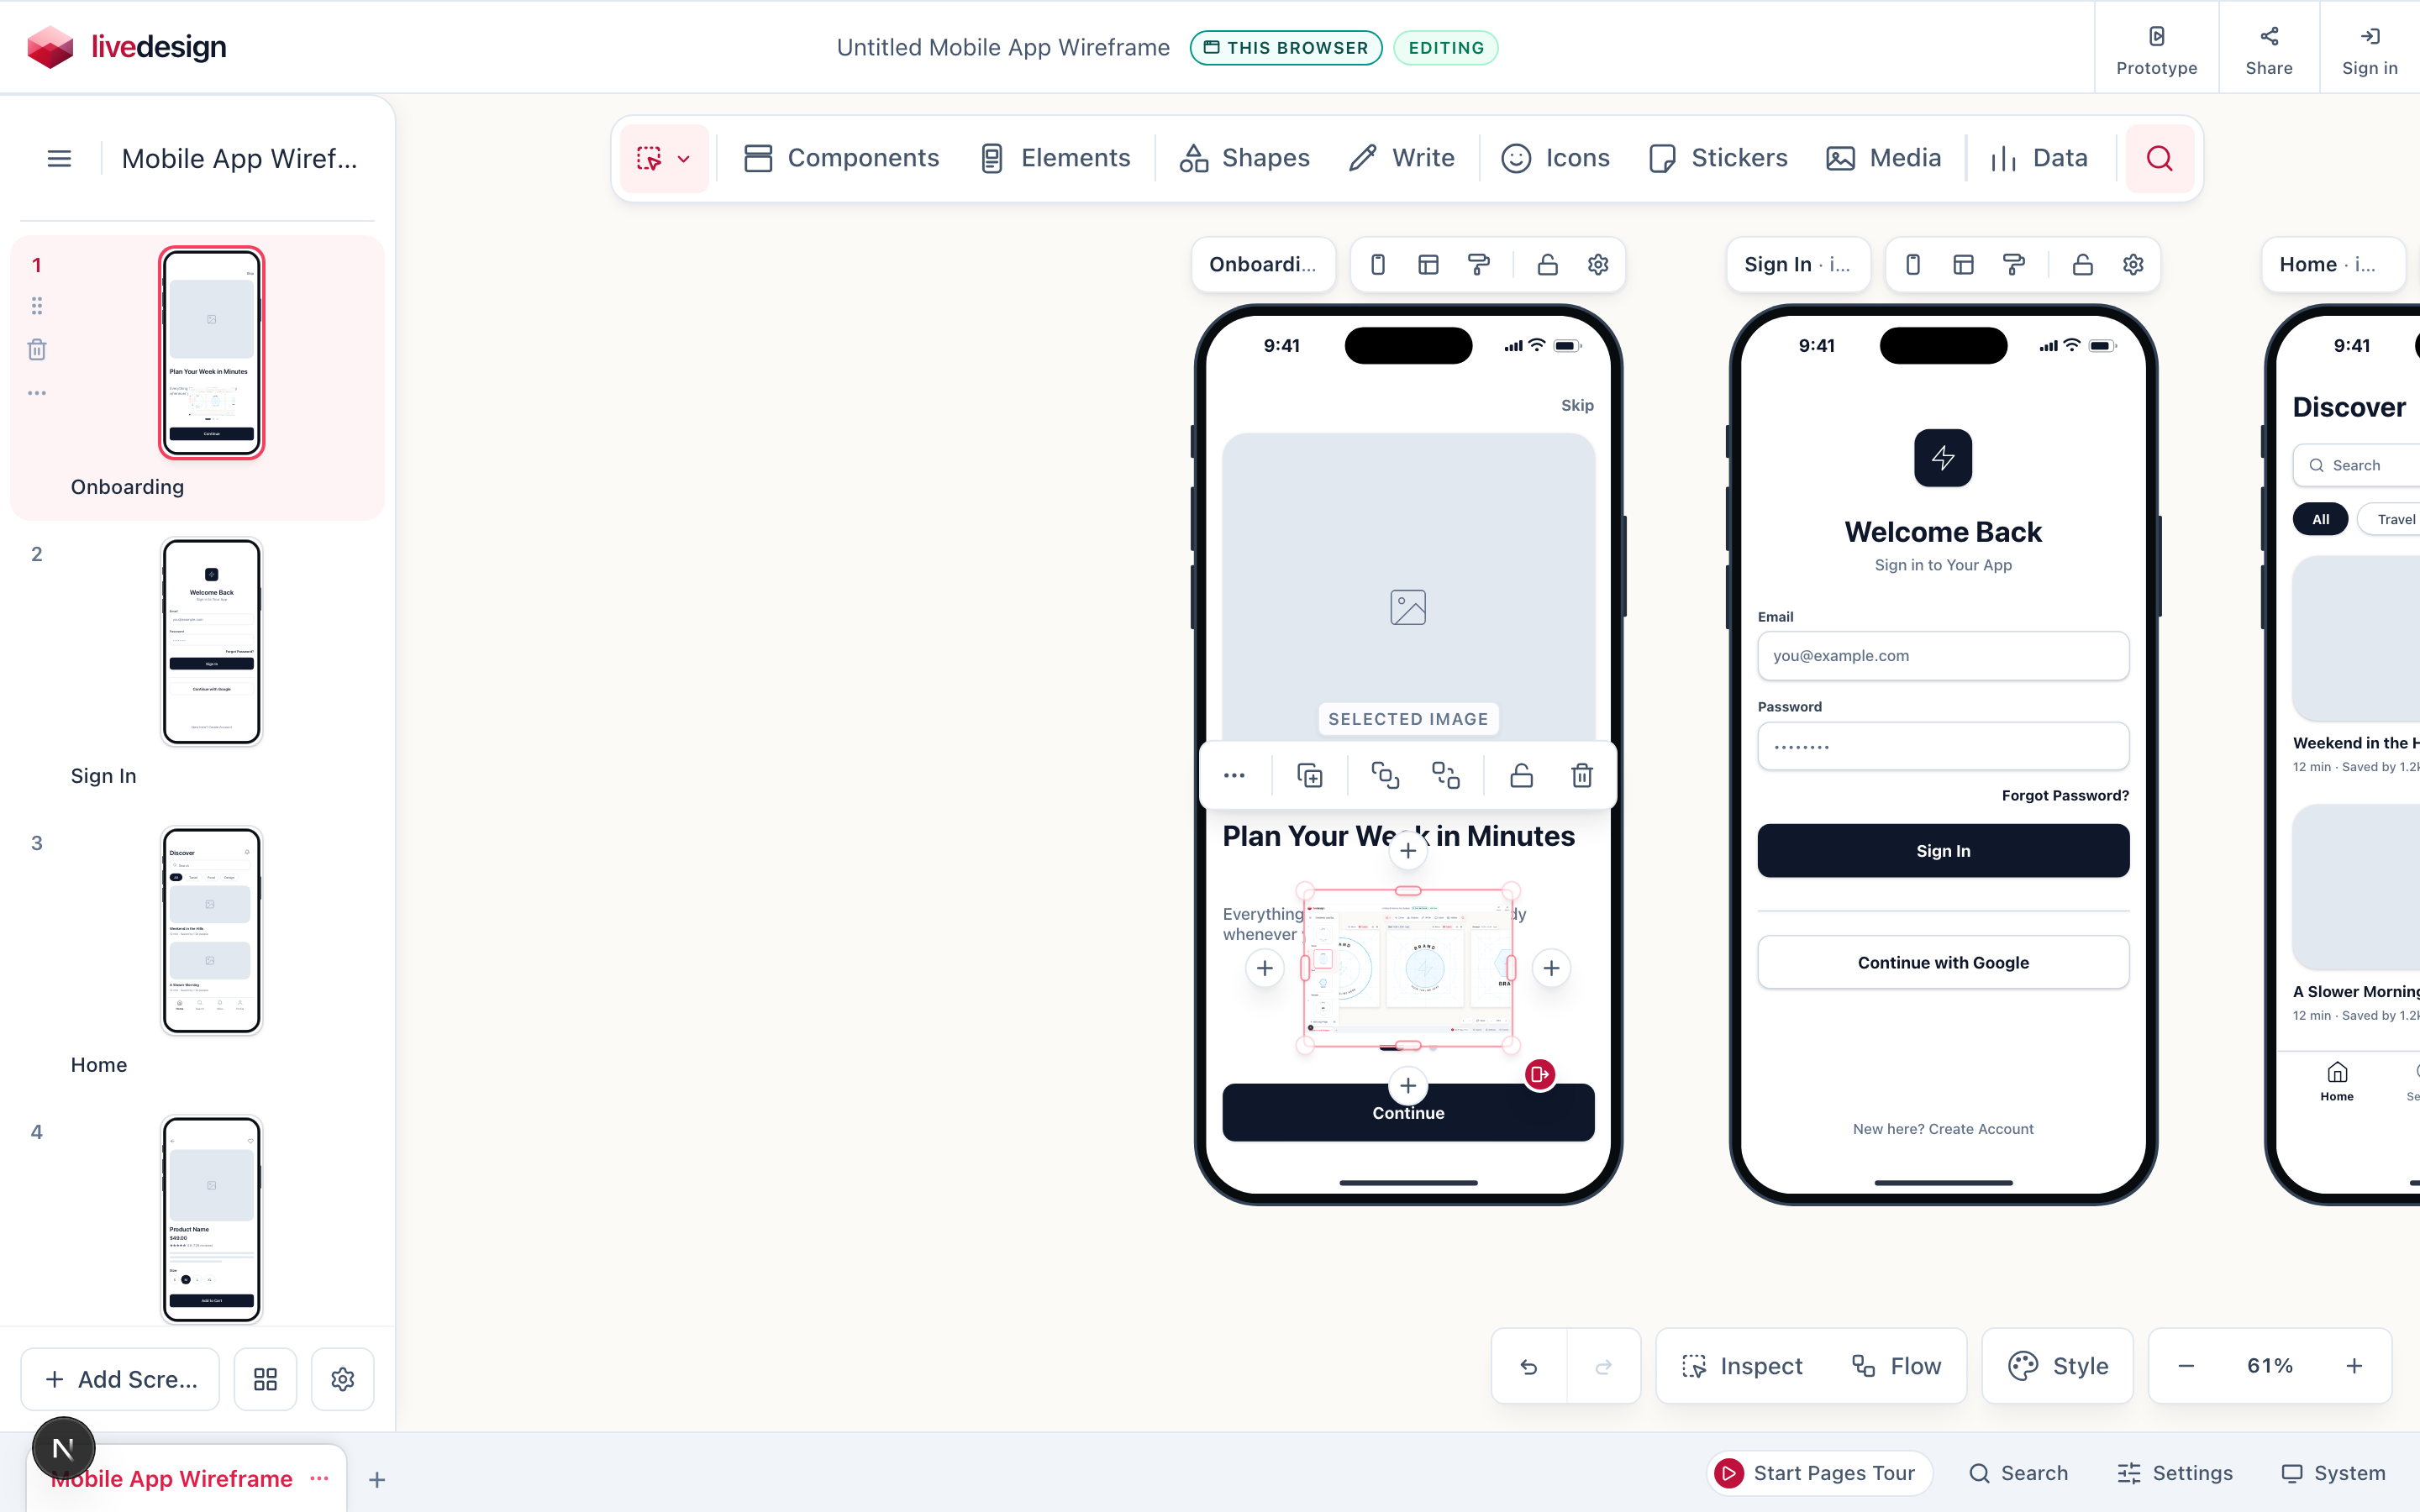 livedesign
Untitled Mobile App Wireframe
THIS BROWSER
EDITING
Prototype
Share
Sign in
Mobile App Wiref...
Components
Elements
Shapes
Write
Icons
Stickers
Media
Data
1
Onboarding
2
Sign In
3
Home
4
Onboardi...
9:41
Skip
SELECTED IMAGE
Plan Your Week in Minutes
Everything
whenever
Continue
Sign In · i...
9:41
Welcome Back
Sign in to Your App
Email
you@example.com
Password
Forgot Password?
Sign In
Continue with Google
New here? Create Account
Home · i...
9:41
Discover
Search
All
Travel
Weekend in the H
12 min · Saved by 1.2k
A Slower Morning
12 min · Saved by 1.2k
Home
Se
Add Scre...
Inspect
Flow
Style
61%
N
Mobile App Wireframe
Start Pages Tour
Search
Settings
System